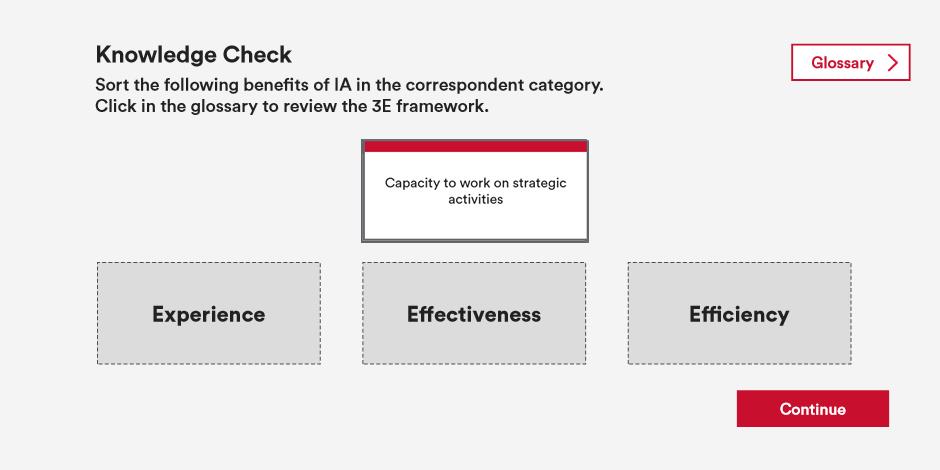 Knowledge Check
Glossary
Sort the following benefits of IA in the correspondent category.
Click in the glossary to review the 3E framework.
Capacity to work on strategic
activities
Experience
Effectiveness
Efficiency
Continue